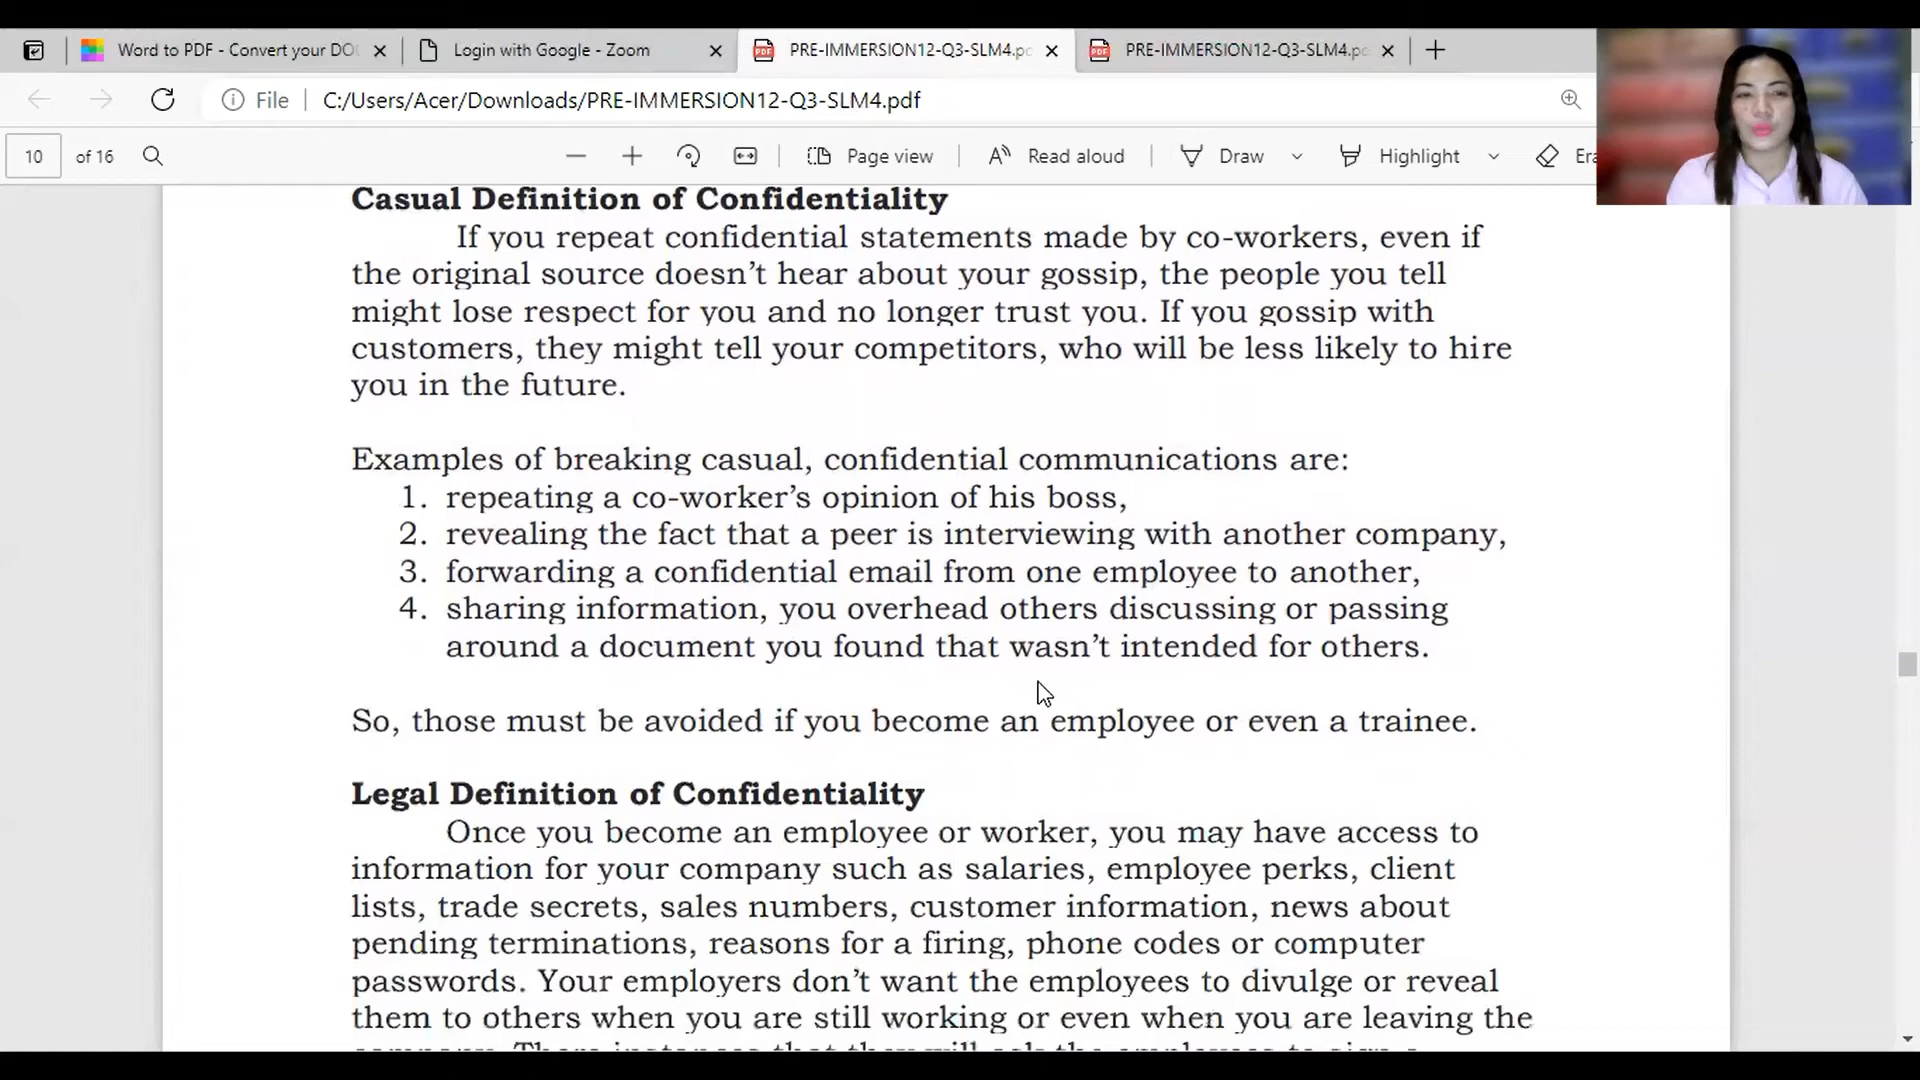 Word to PDF - Convert your DO
Login with Google - Zoom
PRE-IMMERSION12-Q3-SLM4.pd
PRE-IMMERSION12-Q3-SLM4.pd
File
C:/Users/Acer/Downloads/PRE-IMMERSION12-Q3-SLM4.pdf
10 of 16
Page view
Read aloud
Draw
Highlight
Era
Casual Definition of Confidentiality
If you repeat confidential statements made by co-workers, even if
the original source doesn't hear about your gossip, the people you tell
might lose respect for you and no longer trust you. If you gossip with
customers, they might tell your competitors, who will be less likely to hire
you in the future.
Examples of breaking casual, confidential communications are:
1. repeating a co-worker's opinion of his boss,
2. revealing the fact that a peer is interviewing with another company,
3. forwarding a confidential email from one employee to another,
4. sharing information, you overhead others discussing or passing
around a document you found that wasn't intended for others.
So, those must be avoided if you become an employee or even a trainee.
Legal Definition of Confidentiality
Once you become an employee or worker, you may have access to
information for your company such as salaries, employee perks, client
lists, trade secrets, sales numbers, customer information, news about
pending terminations, reasons for a firing, phone codes or computer
passwords. Your employers don't want the employees to divulge or reveal
them to others when you are still working or even when you are leaving the